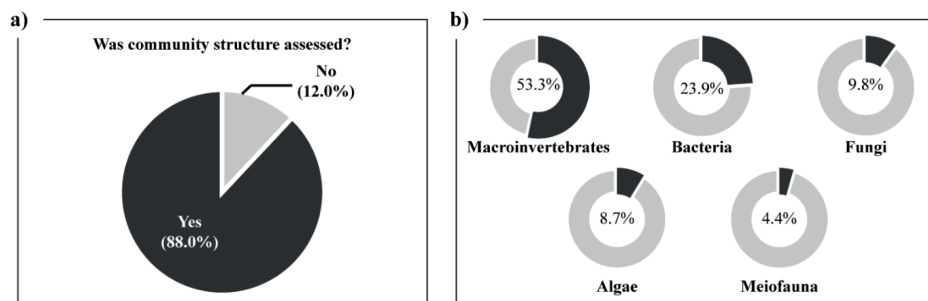 a)
Was community structure assessed?
No
(12.0%)
Yes
(88.0%)
b)
53.3%
23.9%
9.8%
Macroinvertebrates
Bacteria
Fungi
8.7%
4.4%
Algae
Meiofauna